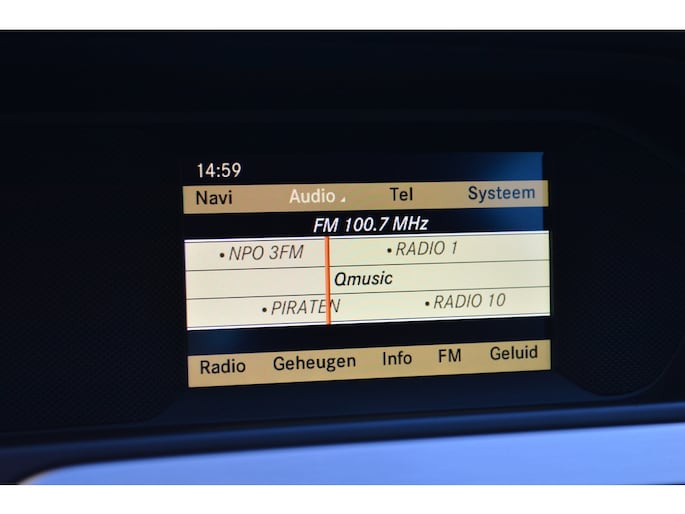 14:59
Navi Audio Tel Systeem
FM 100.7 MHz
• NPO 3FM • RADIO 1
Qmusic
• PIRATEN • RADIO 10
Radio Geheugen Info FM Geluid